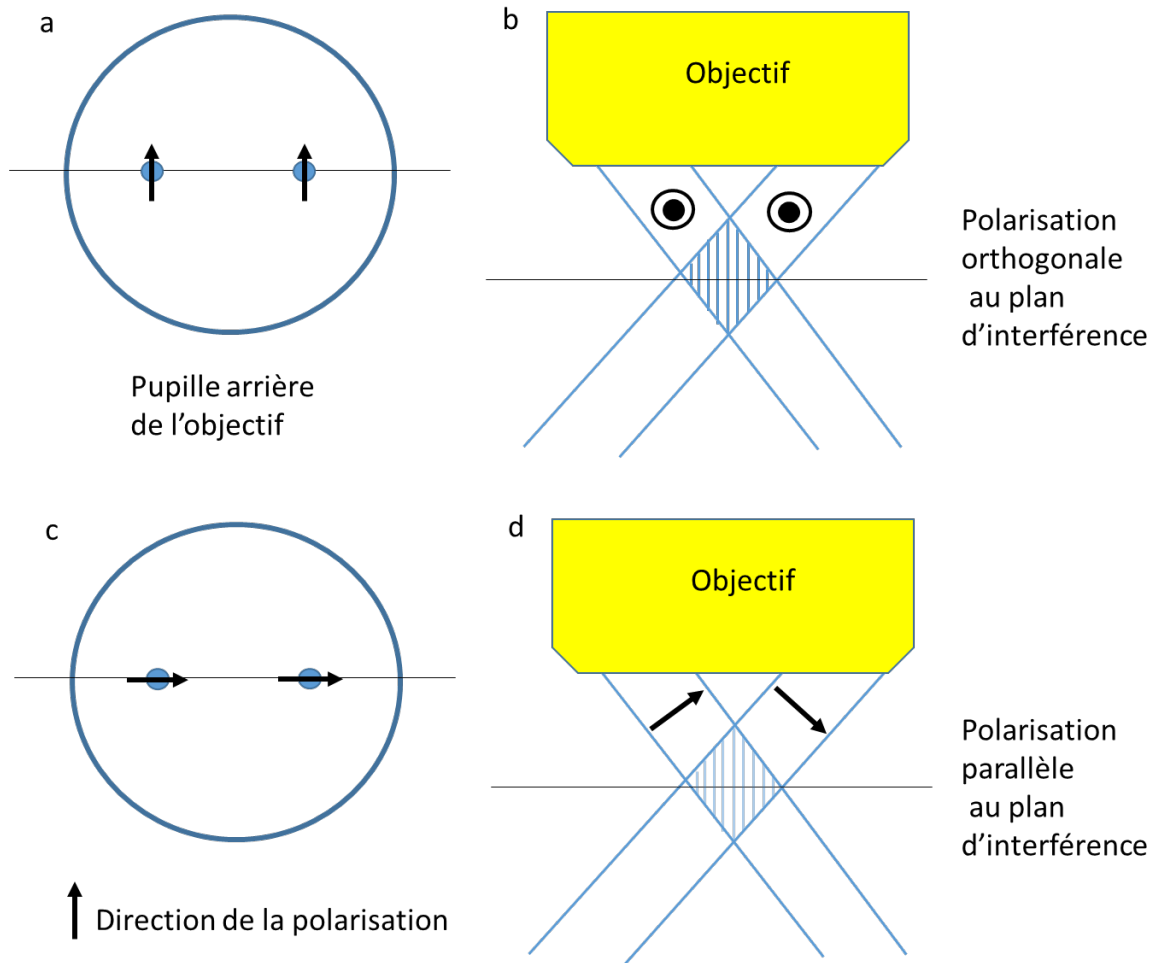 a
b
Objectif
Pupille arrière
de l'objectif
Polarisation
orthogonale
au plan
d'interférence
c
d
Objectif
Polarisation
parallèle
au plan
d'interférence
Direction de la polarisation